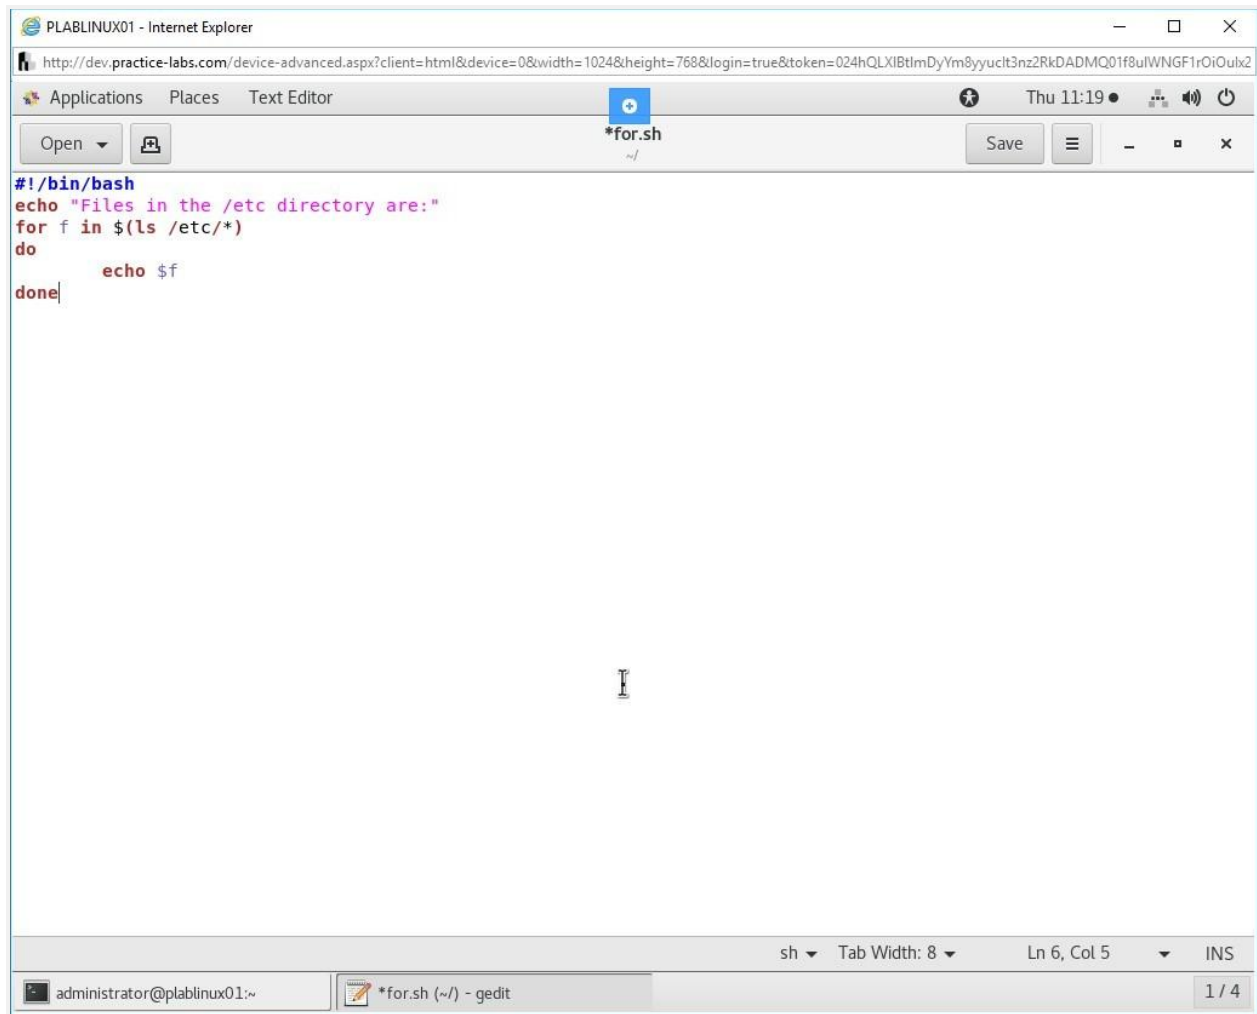 PLABLINUX01 - Internet Explorer
http://dev.practice-labs.com/device-advanced.aspx?client=html&device=0&width=1024&height=768&login=true&token=024hQLXIBtImDyYm8yyucIt3nz2RkDADMQ01f8uIWNGF1rOiOuIx2
Applications Places Text Editor Thu 11:19
Open *for.sh Save
~/
#!/bin/bash
echo "Files in the /etc directory are:"
for f in $(ls /etc/*)
do
echo $f
done
sh Tab Width: 8 Ln 6, Col 5 INS
administrator@plablinux01:~ *for.sh (~/) - gedit 1 / 4